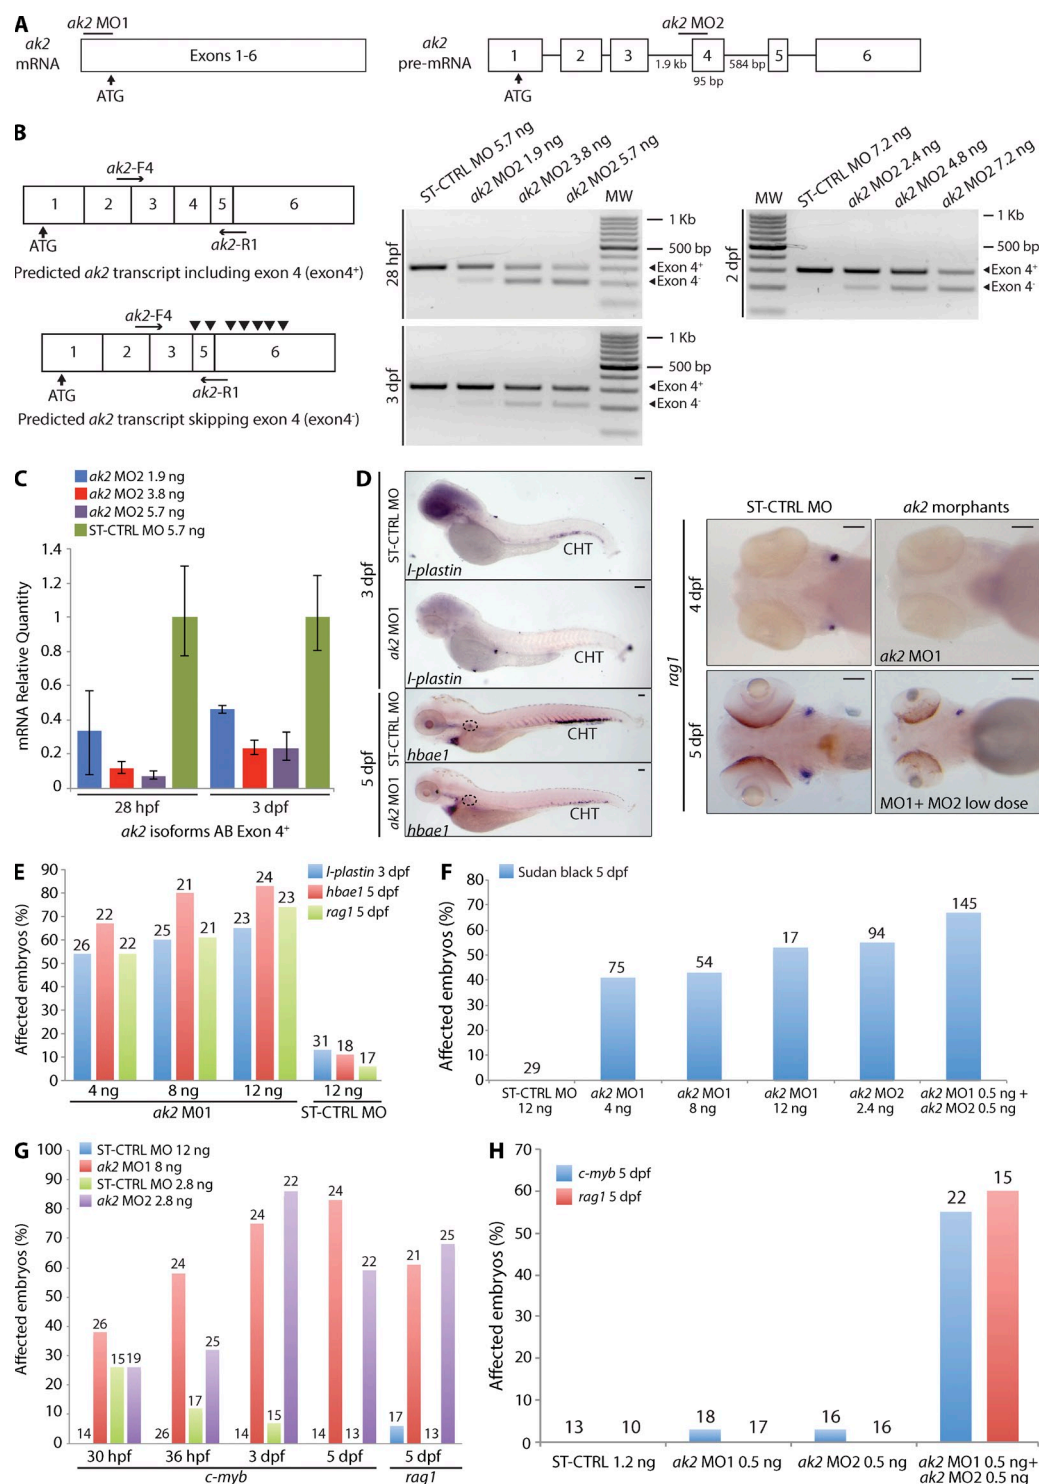 A
ak2 MO1
ak2 mRNA
Exons 1-6
ATG
ak2 pre-mRNA
ak2 MO2
1 2 3 4 5 6
1.9 kb 584 bp
95 bp
ATG
B
ak2-F4
1 2 3 4 5 6
ATG
ak2-R1
Predicted ak2 transcript including exon 4 (exon4+)
ak2-F4
1 2 3 5 6
ATG
ak2-R1
Predicted ak2 transcript skipping exon 4 (exon4-)
ST-CTRL MO 5.7 ng
ak2 MO2 1.9 ng
ak2 MO2 3.8 ng
ak2 MO2 5.7 ng
MW
28 hpf
1 Kb
500 bp
Exon 4+
Exon 4-
3 dpf
1 Kb
500 bp
Exon 4+
Exon 4-
MW
ST-CTRL MO 7.2 ng
ak2 MO2 2.4 ng
ak2 MO2 4.8 ng
ak2 MO2 7.2 ng
2 dpf
1 Kb
500 bp
Exon 4+
Exon 4-
C
ak2 MO2 1.9 ng
ak2 MO2 3.8 ng
ak2 MO2 5.7 ng
ST-CTRL MO 5.7 ng
mRNA Relative Quantity
1.4
1.2
1
0.8
0.6
0.4
0.2
0
28 hpf 3 dpf
ak2 isoforms AB Exon 4+
D
3 dpf
ST-CTRL MO
CHT
l-plastin
ak2 MO1
CHT
l-plastin
5 dpf
ST-CTRL MO
CHT
hbae1
ak2 MO1
CHT
hbae1
ST-CTRL MO ak2 morphants
rag1
4 dpf
ak2 MO1
5 dpf
MO1+ MO2 low dose
E
l-plastin 3 dpf
hbae1 5 dpf
rag1 5 dpf
Affected embryos (%)
90
80
70
60
50
40
30
20
10
0
26 22 22 25 21 21 23 24 23 31 18 17
4 ng 8 ng 12 ng 12 ng
ak2 M01 ST-CTRL MO
F
Sudan black 5 dpf
Affected embryos (%)
80
70
60
50
40
30
20
10
0
29 75 54 17 94 145
ST-CTRL MO 12 ng
ak2 MO1 4 ng
ak2 MO1 8 ng
ak2 MO1 12 ng
ak2 MO2 2.4 ng
ak2 MO1 0.5 ng + ak2 MO2 0.5 ng
G
ST-CTRL MO 12 ng
ak2 MO1 8 ng
ST-CTRL MO 2.8 ng
ak2 MO2 2.8 ng
Affected embryos (%)
100
90
80
70
60
50
40
30
20
10
0
14 26 15 19 26 24 17 25 14 24 15 22 14 24 13 22 17 21 13 25
30 hpf 36 hpf 3 dpf 5 dpf 5 dpf
c-myb rag1
H
c-myb 5 dpf
rag1 5 dpf
Affected embryos (%)
70
60
50
40
30
20
10
0
13 10 18 17 16 16 22 15
ST-CTRL 1.2 ng
ak2 MO1 0.5 ng
ak2 MO2 0.5 ng
ak2 MO1 0.5 ng+ ak2 MO2 0.5 ng